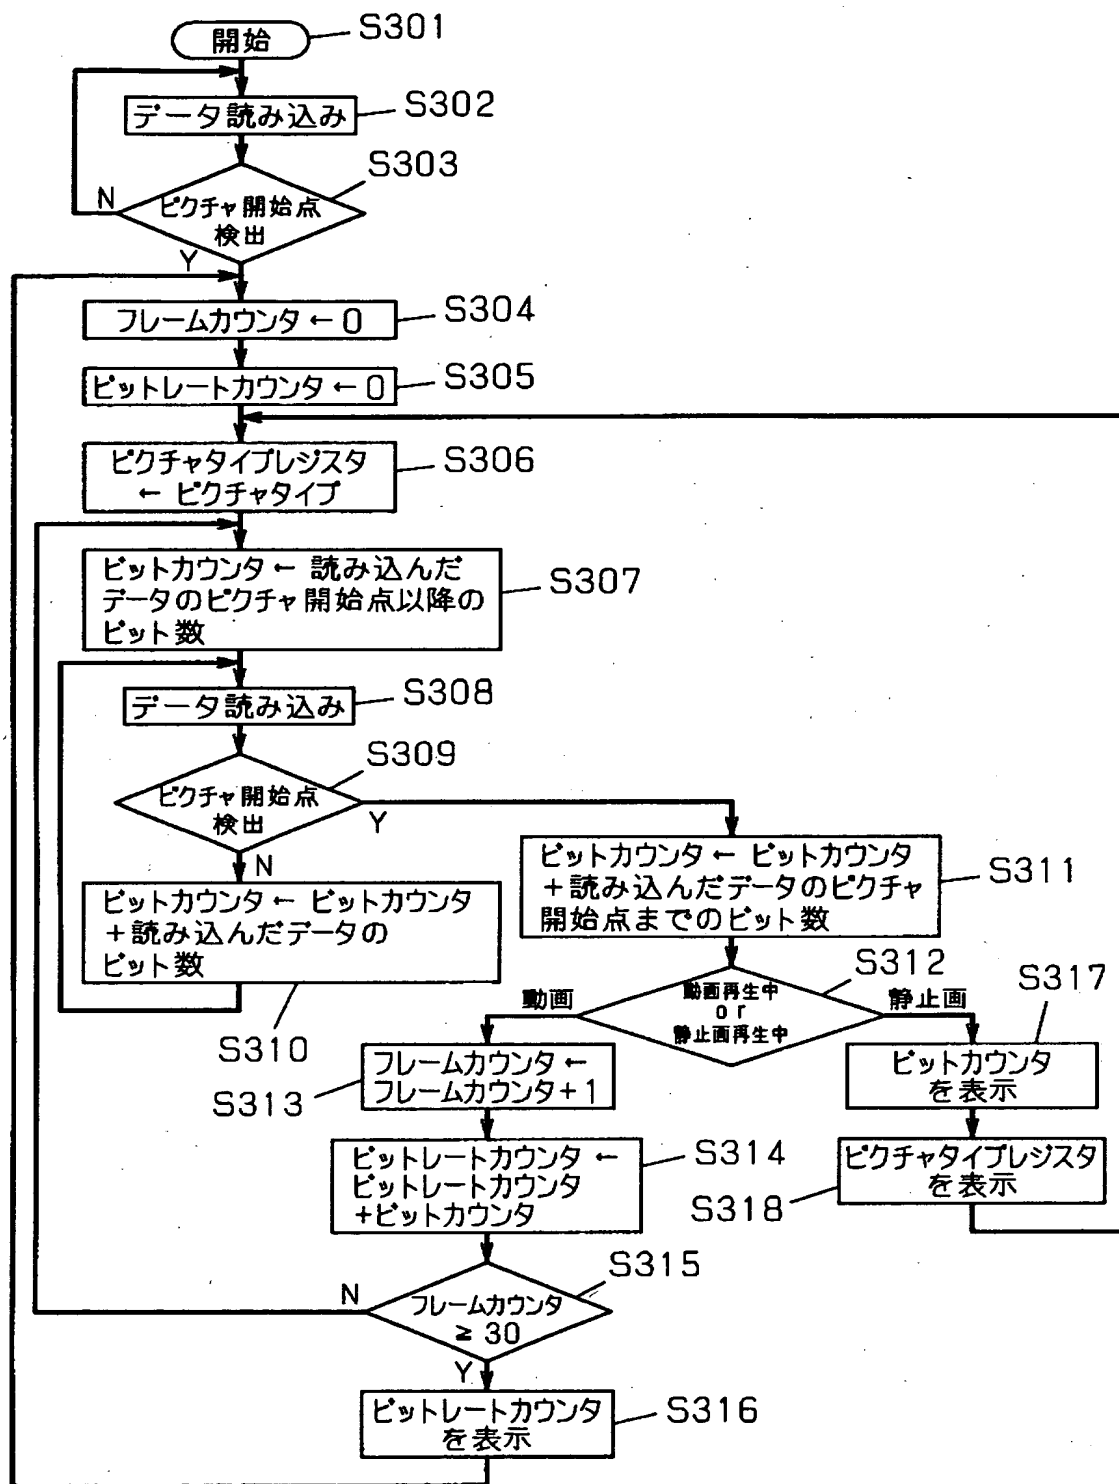 開始
S301
データ読み込み
S302
S303
ピクチャ開始点
検出
N
Y
フレームカウンタ ← 0
S304
ビットレートカウンタ ← 0
S305
ピクチャタイプレジスタ
← ピクチャタイプ
S306
ビットカウンタ ← 読み込んだ
データのピクチャ開始点以降の
ビット数
S307
データ読み込み
S308
S309
ピクチャ開始点
検出
Y
N
ビットカウンタ ← ビットカウンタ
+読み込んだデータの
ビット数
S310
ビットカウンタ ← ビットカウンタ
+読み込んだデータのピクチャ
開始点までのビット数
S311
S312
動画再生中
or
静止画再生中
動画
静止画
S317
フレームカウンタ ←
フレームカウンタ+1
S313
ビットカウンタ
を表示
ビットレートカウンタ ←
ビットレートカウンタ
+ビットカウンタ
S314
ピクチャタイプレジスタ
を表示
S318
S315
フレームカウンタ
≥ 30
N
Y
ビットレートカウンタ
を表示
S316